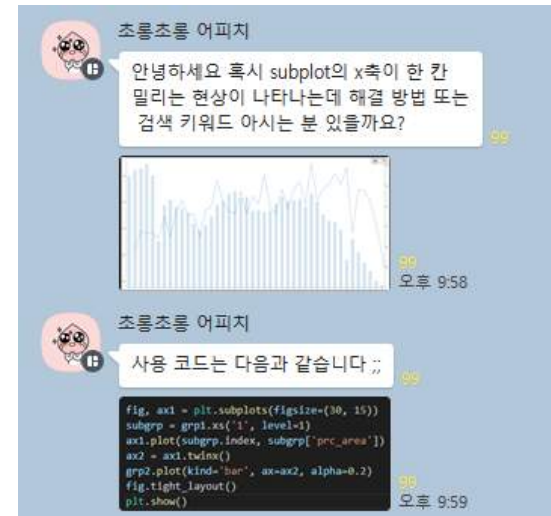 초롱초롱 어피치
안녕하세요 혹시 subplot의 x축이 한 칸
밀리는 현상이 나타나는데 해결 방법 또는
검색 키워드 아시는 분 있을까요?
99
99
오후 9:58
초롱초롱 어피치
사용 코드는 다음과 같습니다 ;;
99
fig, ax1 = plt.subplots(figsize=(30, 15))
subgrp = grp1.xs('1', level=1)
ax1.plot(subgrp.index, subgrp['prc_area'])
ax2 = ax1.twinx()
grp2.plot(kind='bar', ax=ax2, alpha=0.2)
fig.tight_layout()
plt.show()
99
오후 9:59